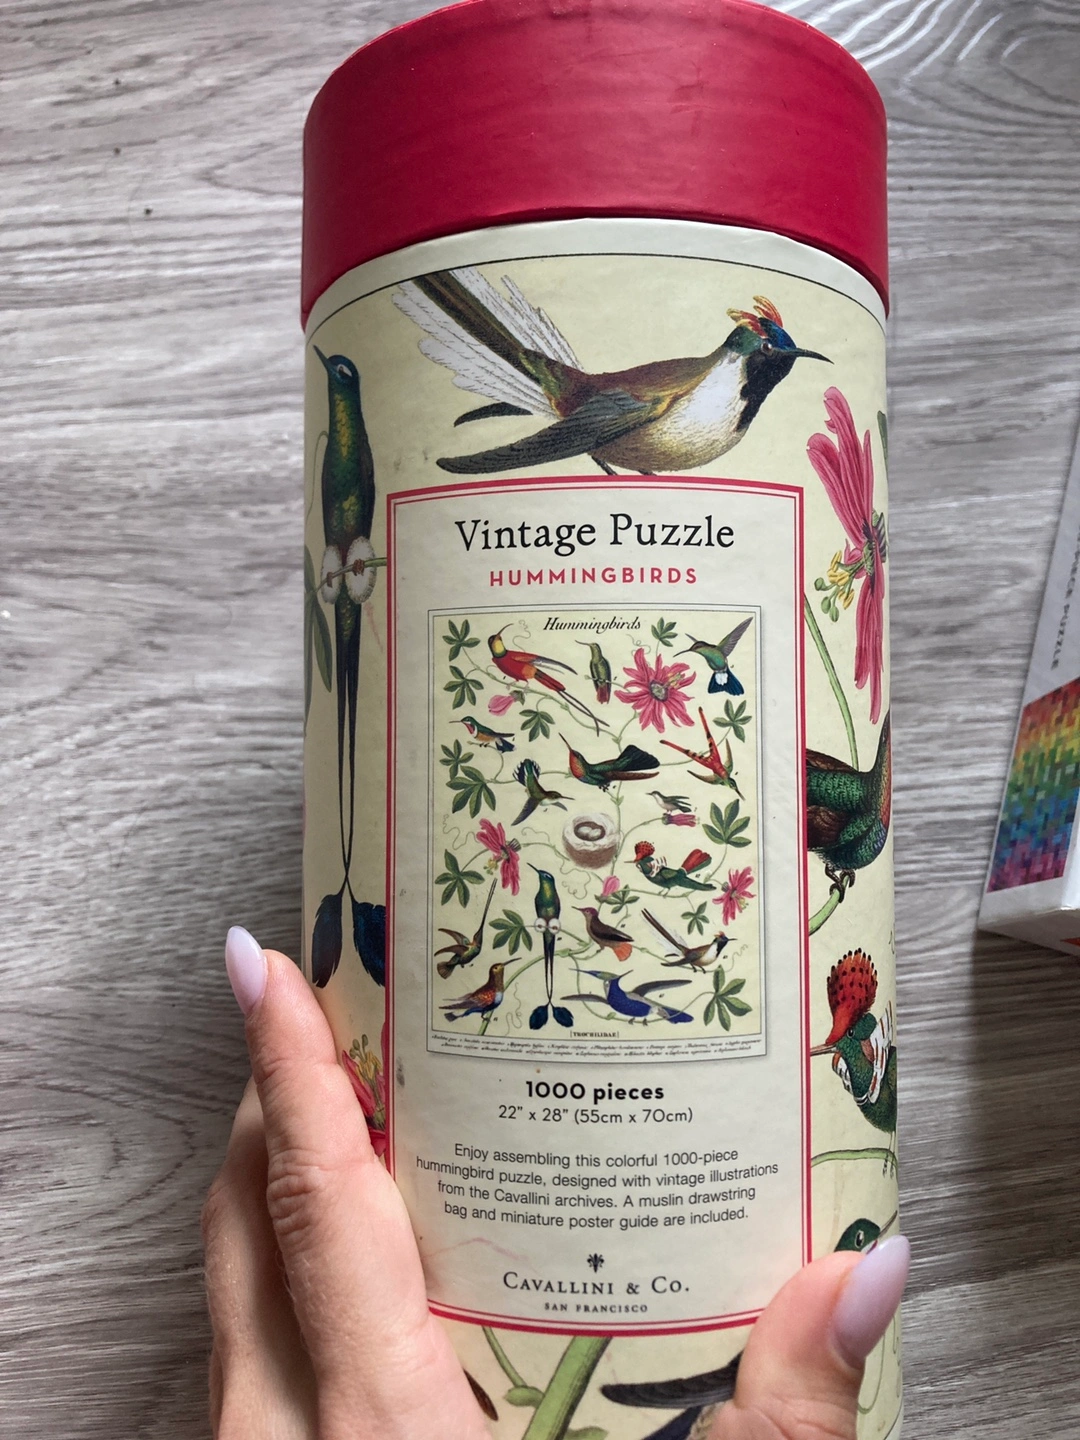 Vintage Puzzle
HUMMINGBIRDS
Hummingbirds
[TROCHILIDAE]
1000 pieces
22" x 28" (55cm x 70cm)
Enjoy assembling this colorful 1000-piece
hummingbird puzzle, designed with vintage illustrations
from the Cavallini archives. A muslin drawstring
bag and miniature poster guide are included.
CAVALLINI & CO.
SAN FRANCISCO
PUZZLE